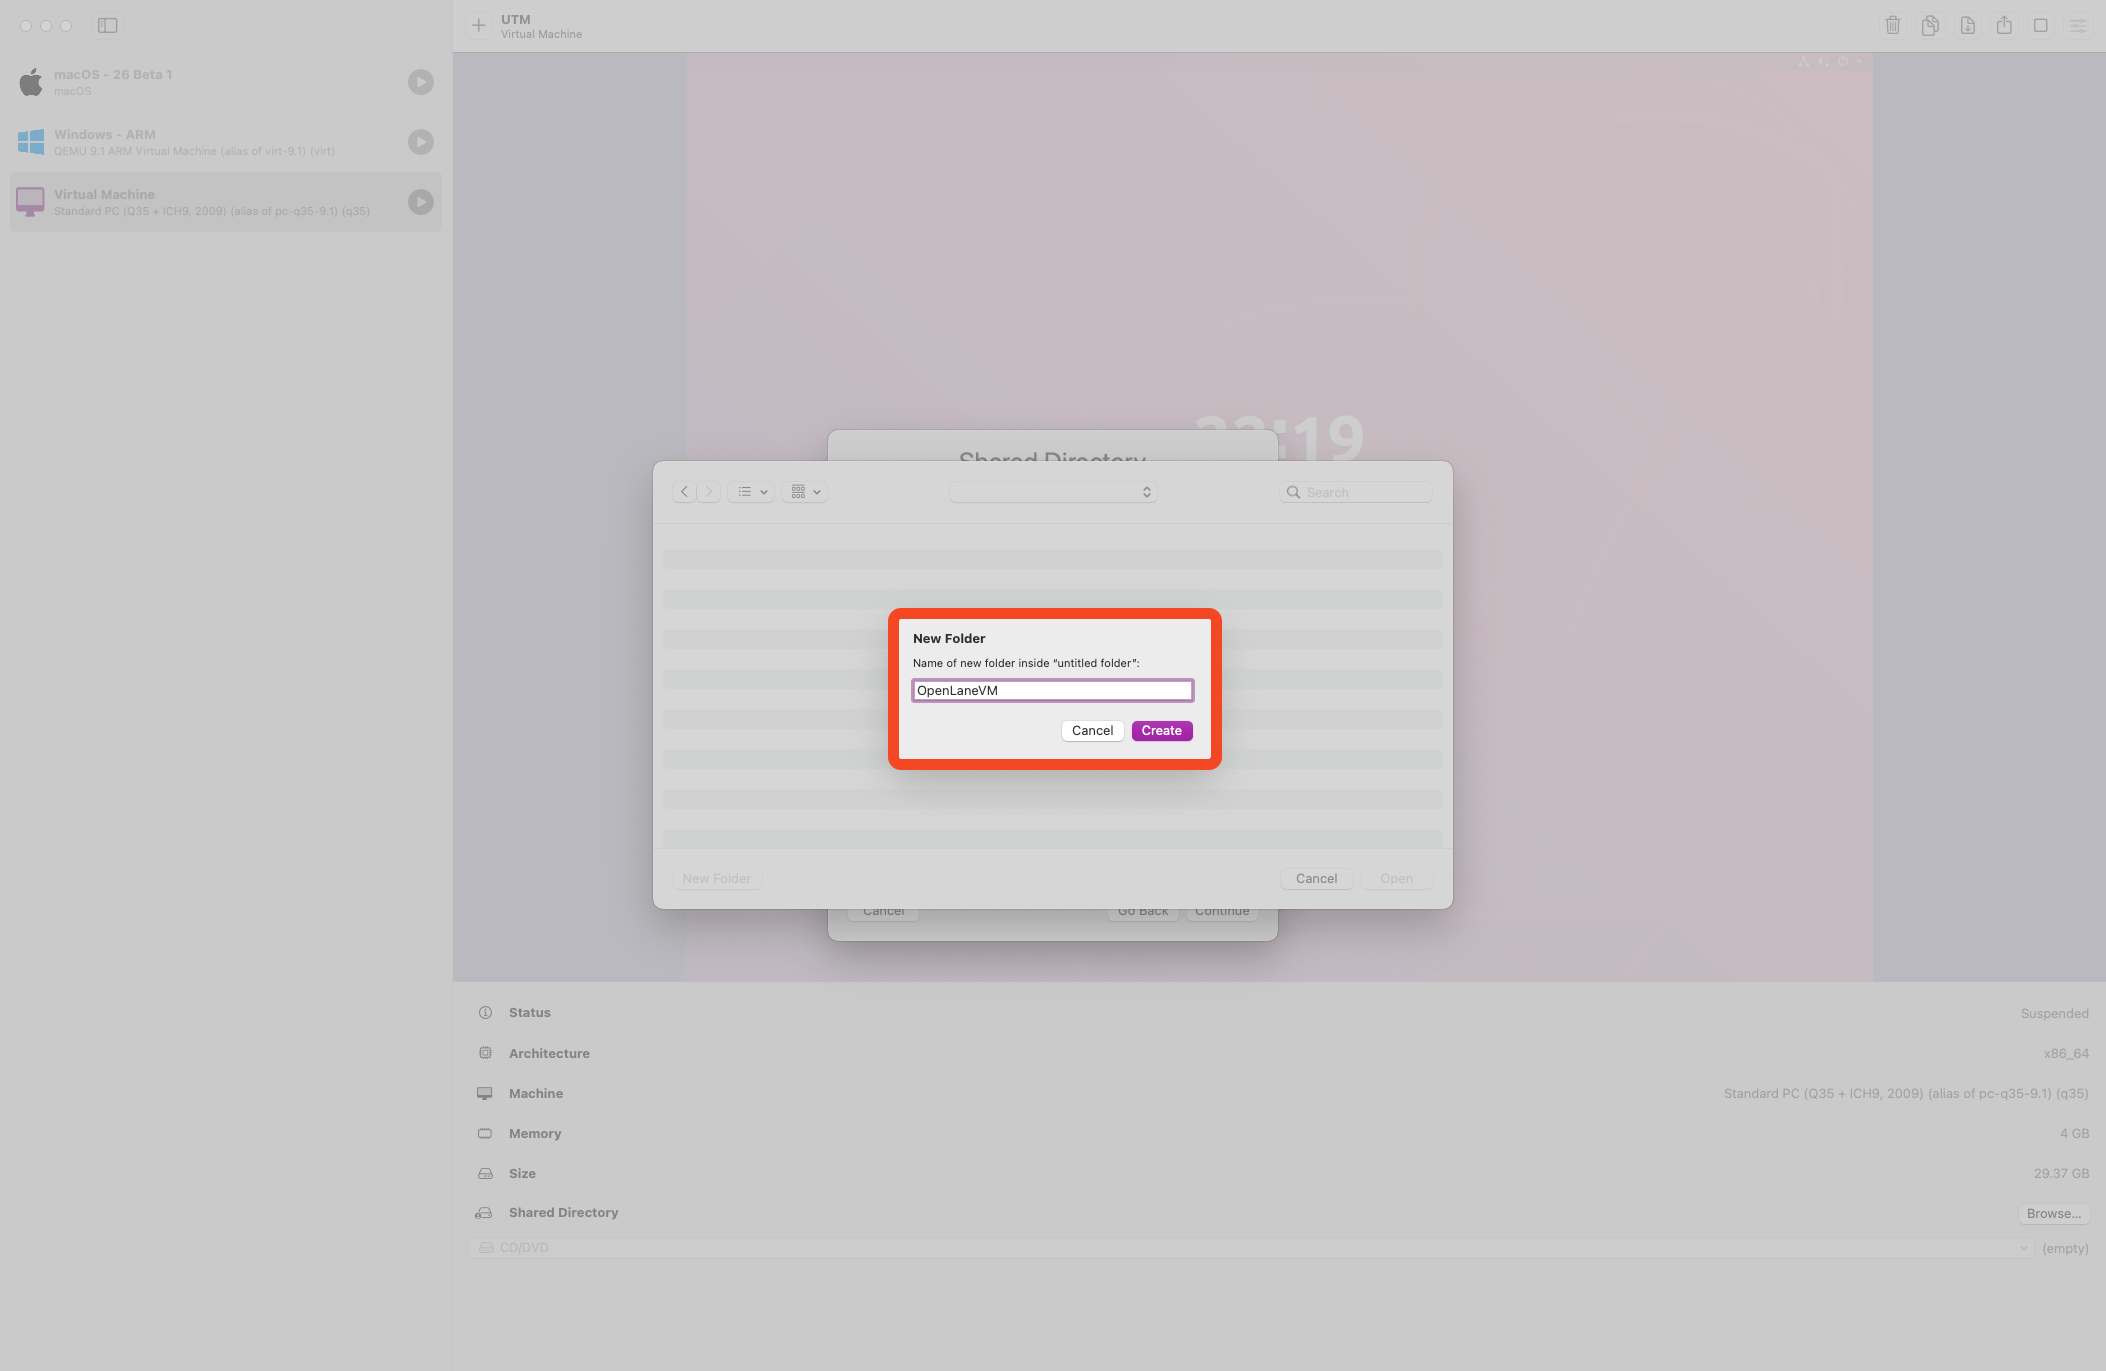 UTM
Virtual Machine
macOS - 26 Beta 1
macOS
Windows - ARM
QEMU 9.1 ARM Virtual Machine (alias of virt-9.1) (virt)
Virtual Machine
Standard PC (Q35 + ICH9, 2009) (alias of pc-q35-9.1) (q35)
:19
Shared Directory
Search
New Folder
Name of new folder inside “untitled folder”:
OpenLaneVM
Cancel
Create
New Folder
Cancel
Open
Cancel
Go Back
Continue
Status
Suspended
Architecture
x86_64
Machine
Standard PC (Q35 + ICH9, 2009) (alias of pc-q35-9.1) (q35)
Memory
4 GB
Size
29.37 GB
Shared Directory
Browse...
CD/DVD
(empty)